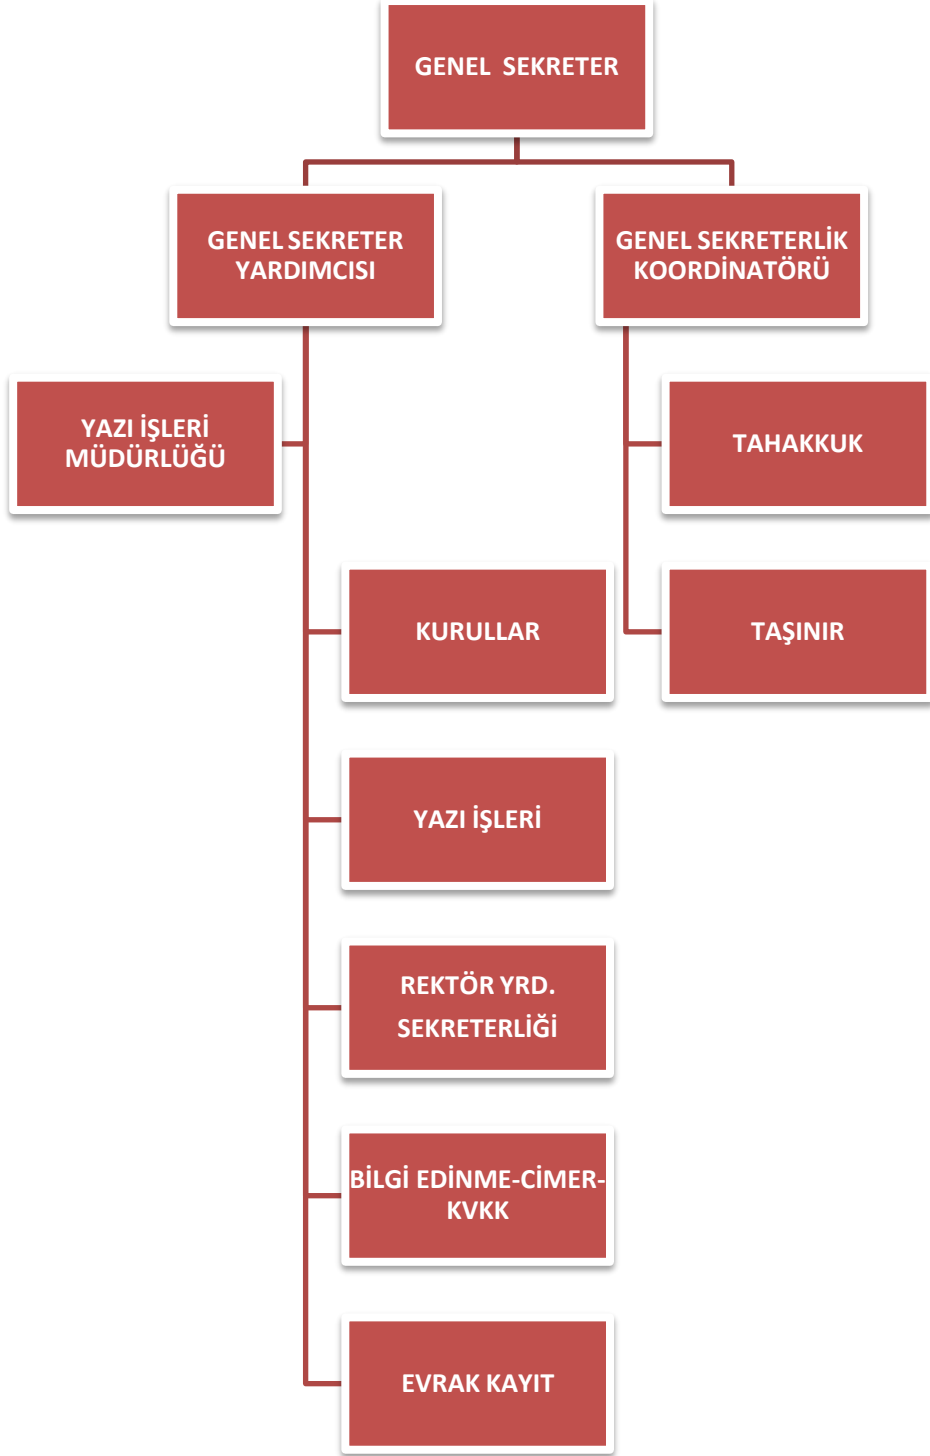 GENEL SEKRETER
GENEL SEKRETER
YARDIMCISI
GENEL SEKRETERLİK
KOORDİNATÖRÜ
YAZI İŞLERİ
MÜDÜRLÜĞÜ
TAHAKKUK
KURULLAR
TAŞINIR
YAZI İŞLERİ
REKTÖR YRD.
SEKRETERLİĞİ
BİLGİ EDİNME-CİMER-
KVKK
EVRAK KAYIT